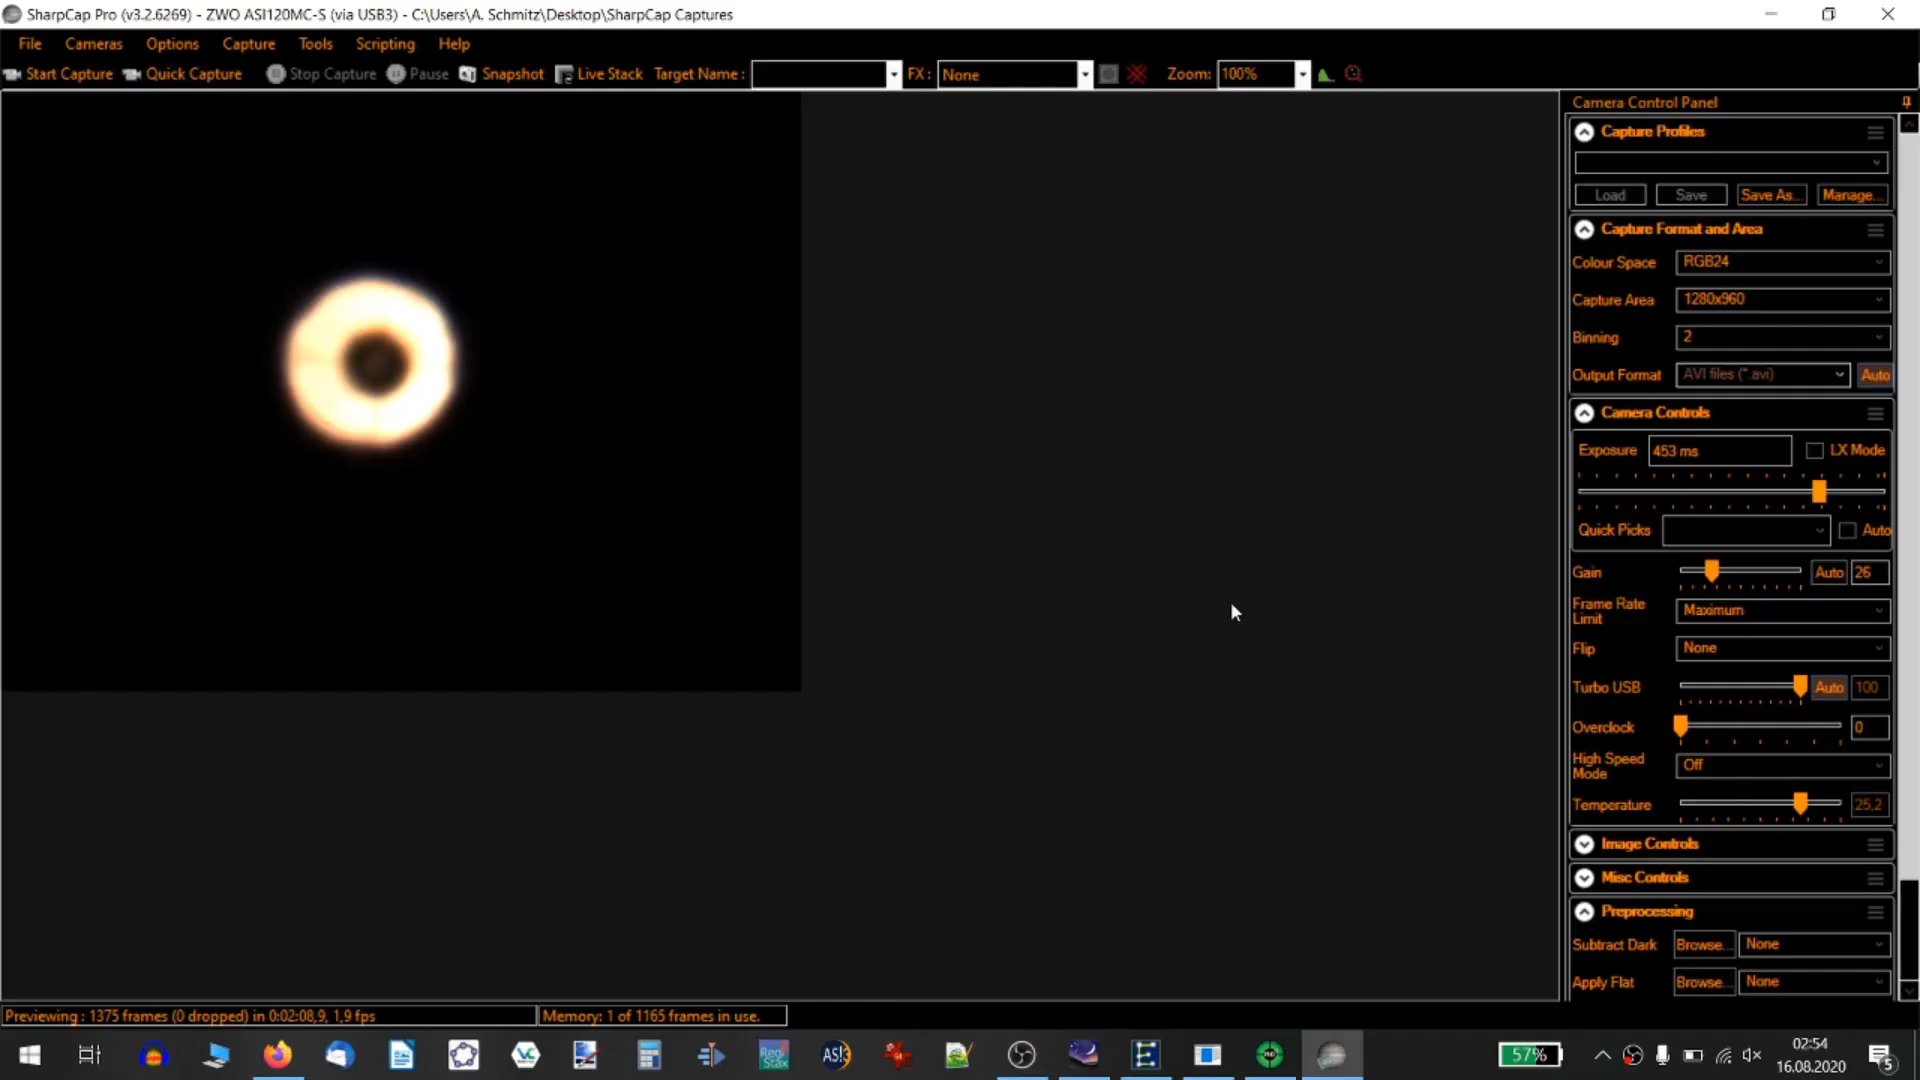 SharpCap Pro (v3.2.6269) - ZWO ASI120MC-S (via USB3) - C:\Users\A. Schmitz\Desktop\SharpCap Captures
File Cameras Options Capture Tools Scripting Help
Start Capture Quick Capture Stop Capture Pause Snapshot Live Stack Target Name : FX : None Zoom: 100%
Camera Control Panel
Capture Profiles
Load Save Save As... Manage...
Capture Format and Area
Colour Space RGB24
Capture Area 1280x960
Binning 2
Output Format AVI files (*.avi) Auto
Camera Controls
Exposure 453 ms LX Mode
Quick Picks Auto
Gain Auto 26
Frame Rate
Limit Maximum
Flip None
Turbo USB Auto 100
Overclock 0
High Speed
Mode Off
Temperature 25,2
Image Controls
Misc Controls
Preprocessing
Subtract Dark Browse... None
Apply Flat Browse... None
Previewing : 1375 frames (0 dropped) in 0:02:08,9, 1,9 fps Memory: 1 of 1165 frames in use.
57% 02:54
16.08.2020 5